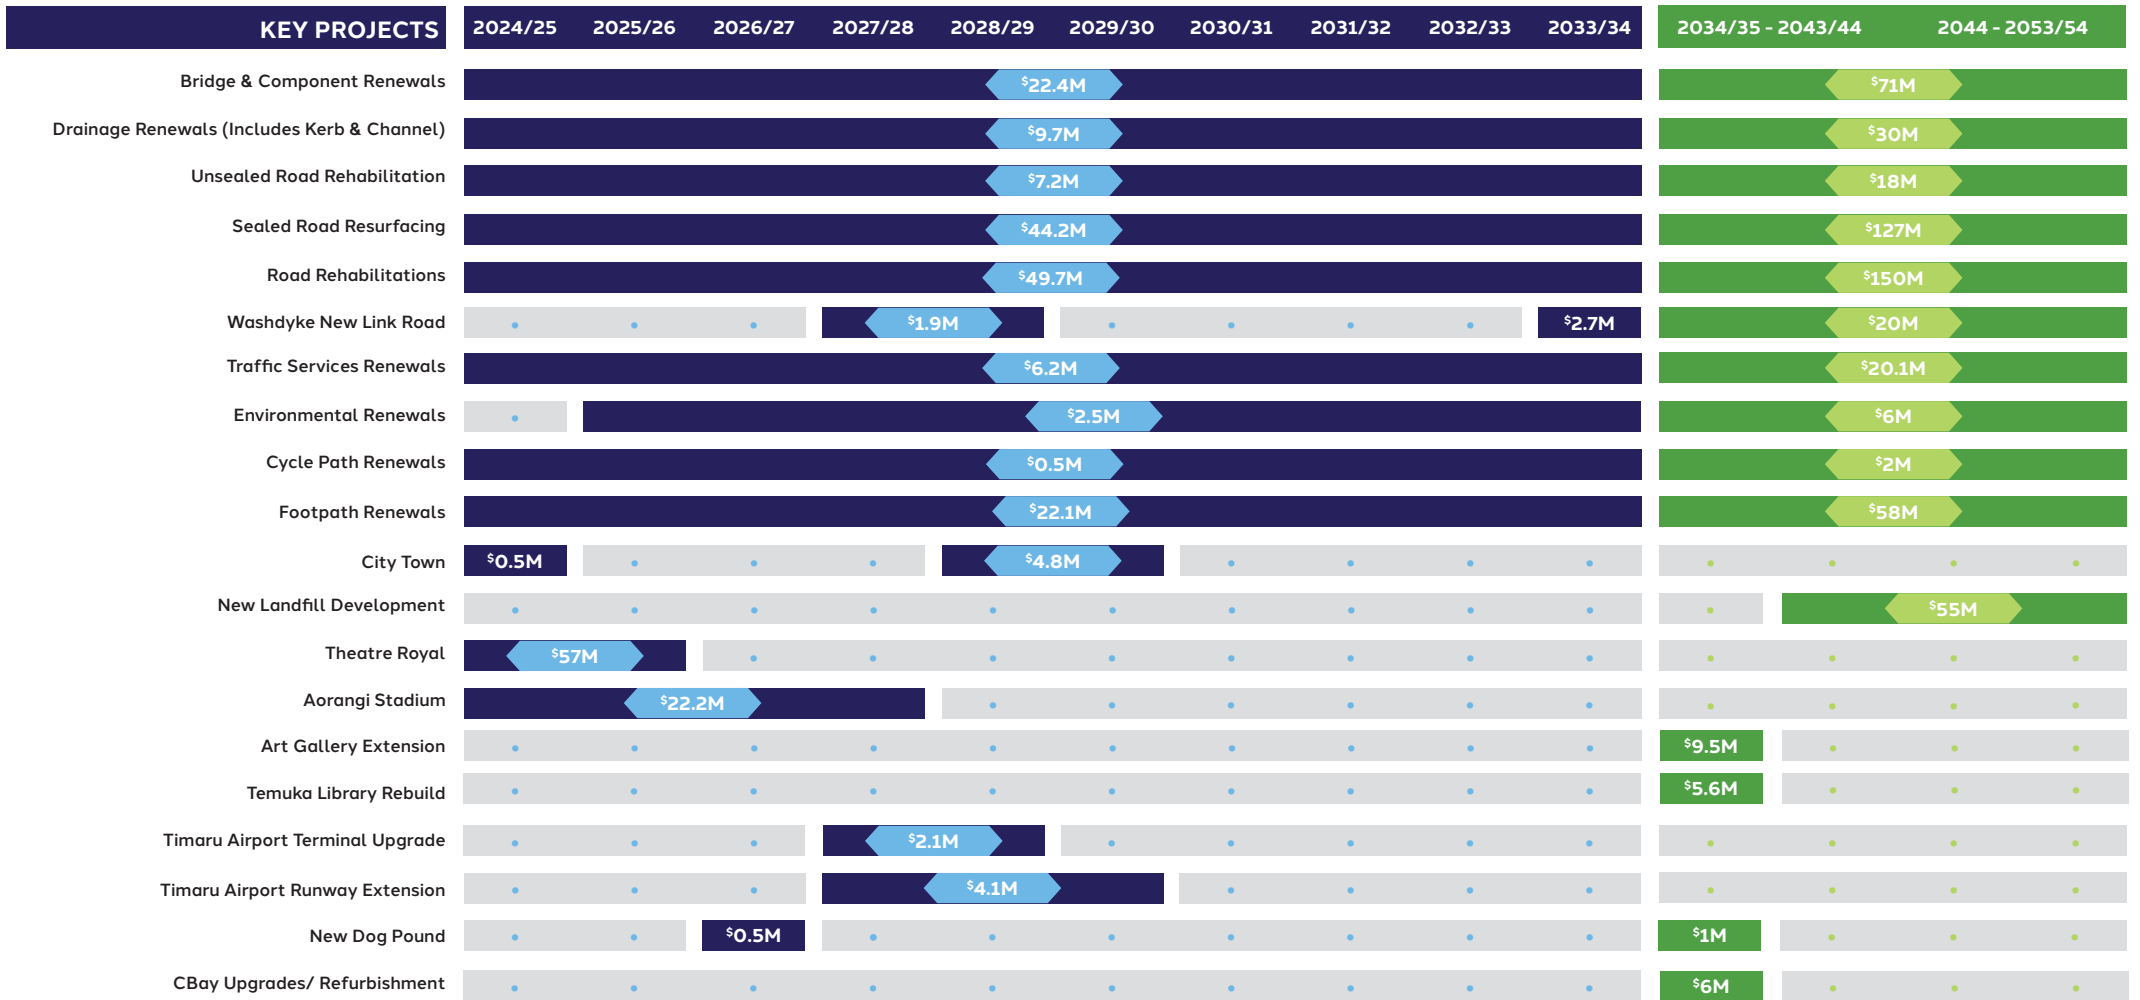 KEY PROJECTS 2024/25 2025/26 2026/27 2027/28 2028/29 2029/30 2030/31 2031/32 2032/33 2033/34 2034/35 - 2043/44 2044 - 2053/54
Bridge & Component Renewals $22.4M $71M
Drainage Renewals (Includes Kerb & Channel) $9.7M $30M
Unsealed Road Rehabilitation $7.2M $18M
Sealed Road Resurfacing $44.2M $127M
Road Rehabilitations $49.7M $150M
Washdyke New Link Road $1.9M $2.7M $20M
Traffic Services Renewals $6.2M $20.1M
Environmental Renewals $2.5M $6M
Cycle Path Renewals $0.5M $2M
Footpath Renewals $22.1M $58M
City Town $0.5M $4.8M
New Landfill Development $55M
Theatre Royal $57M
Aorangi Stadium $22.2M
Art Gallery Extension $9.5M
Temuka Library Rebuild $5.6M
Timaru Airport Terminal Upgrade $2.1M
Timaru Airport Runway Extension $4.1M
New Dog Pound $0.5M $1M
CBay Upgrades/ Refurbishment $6M